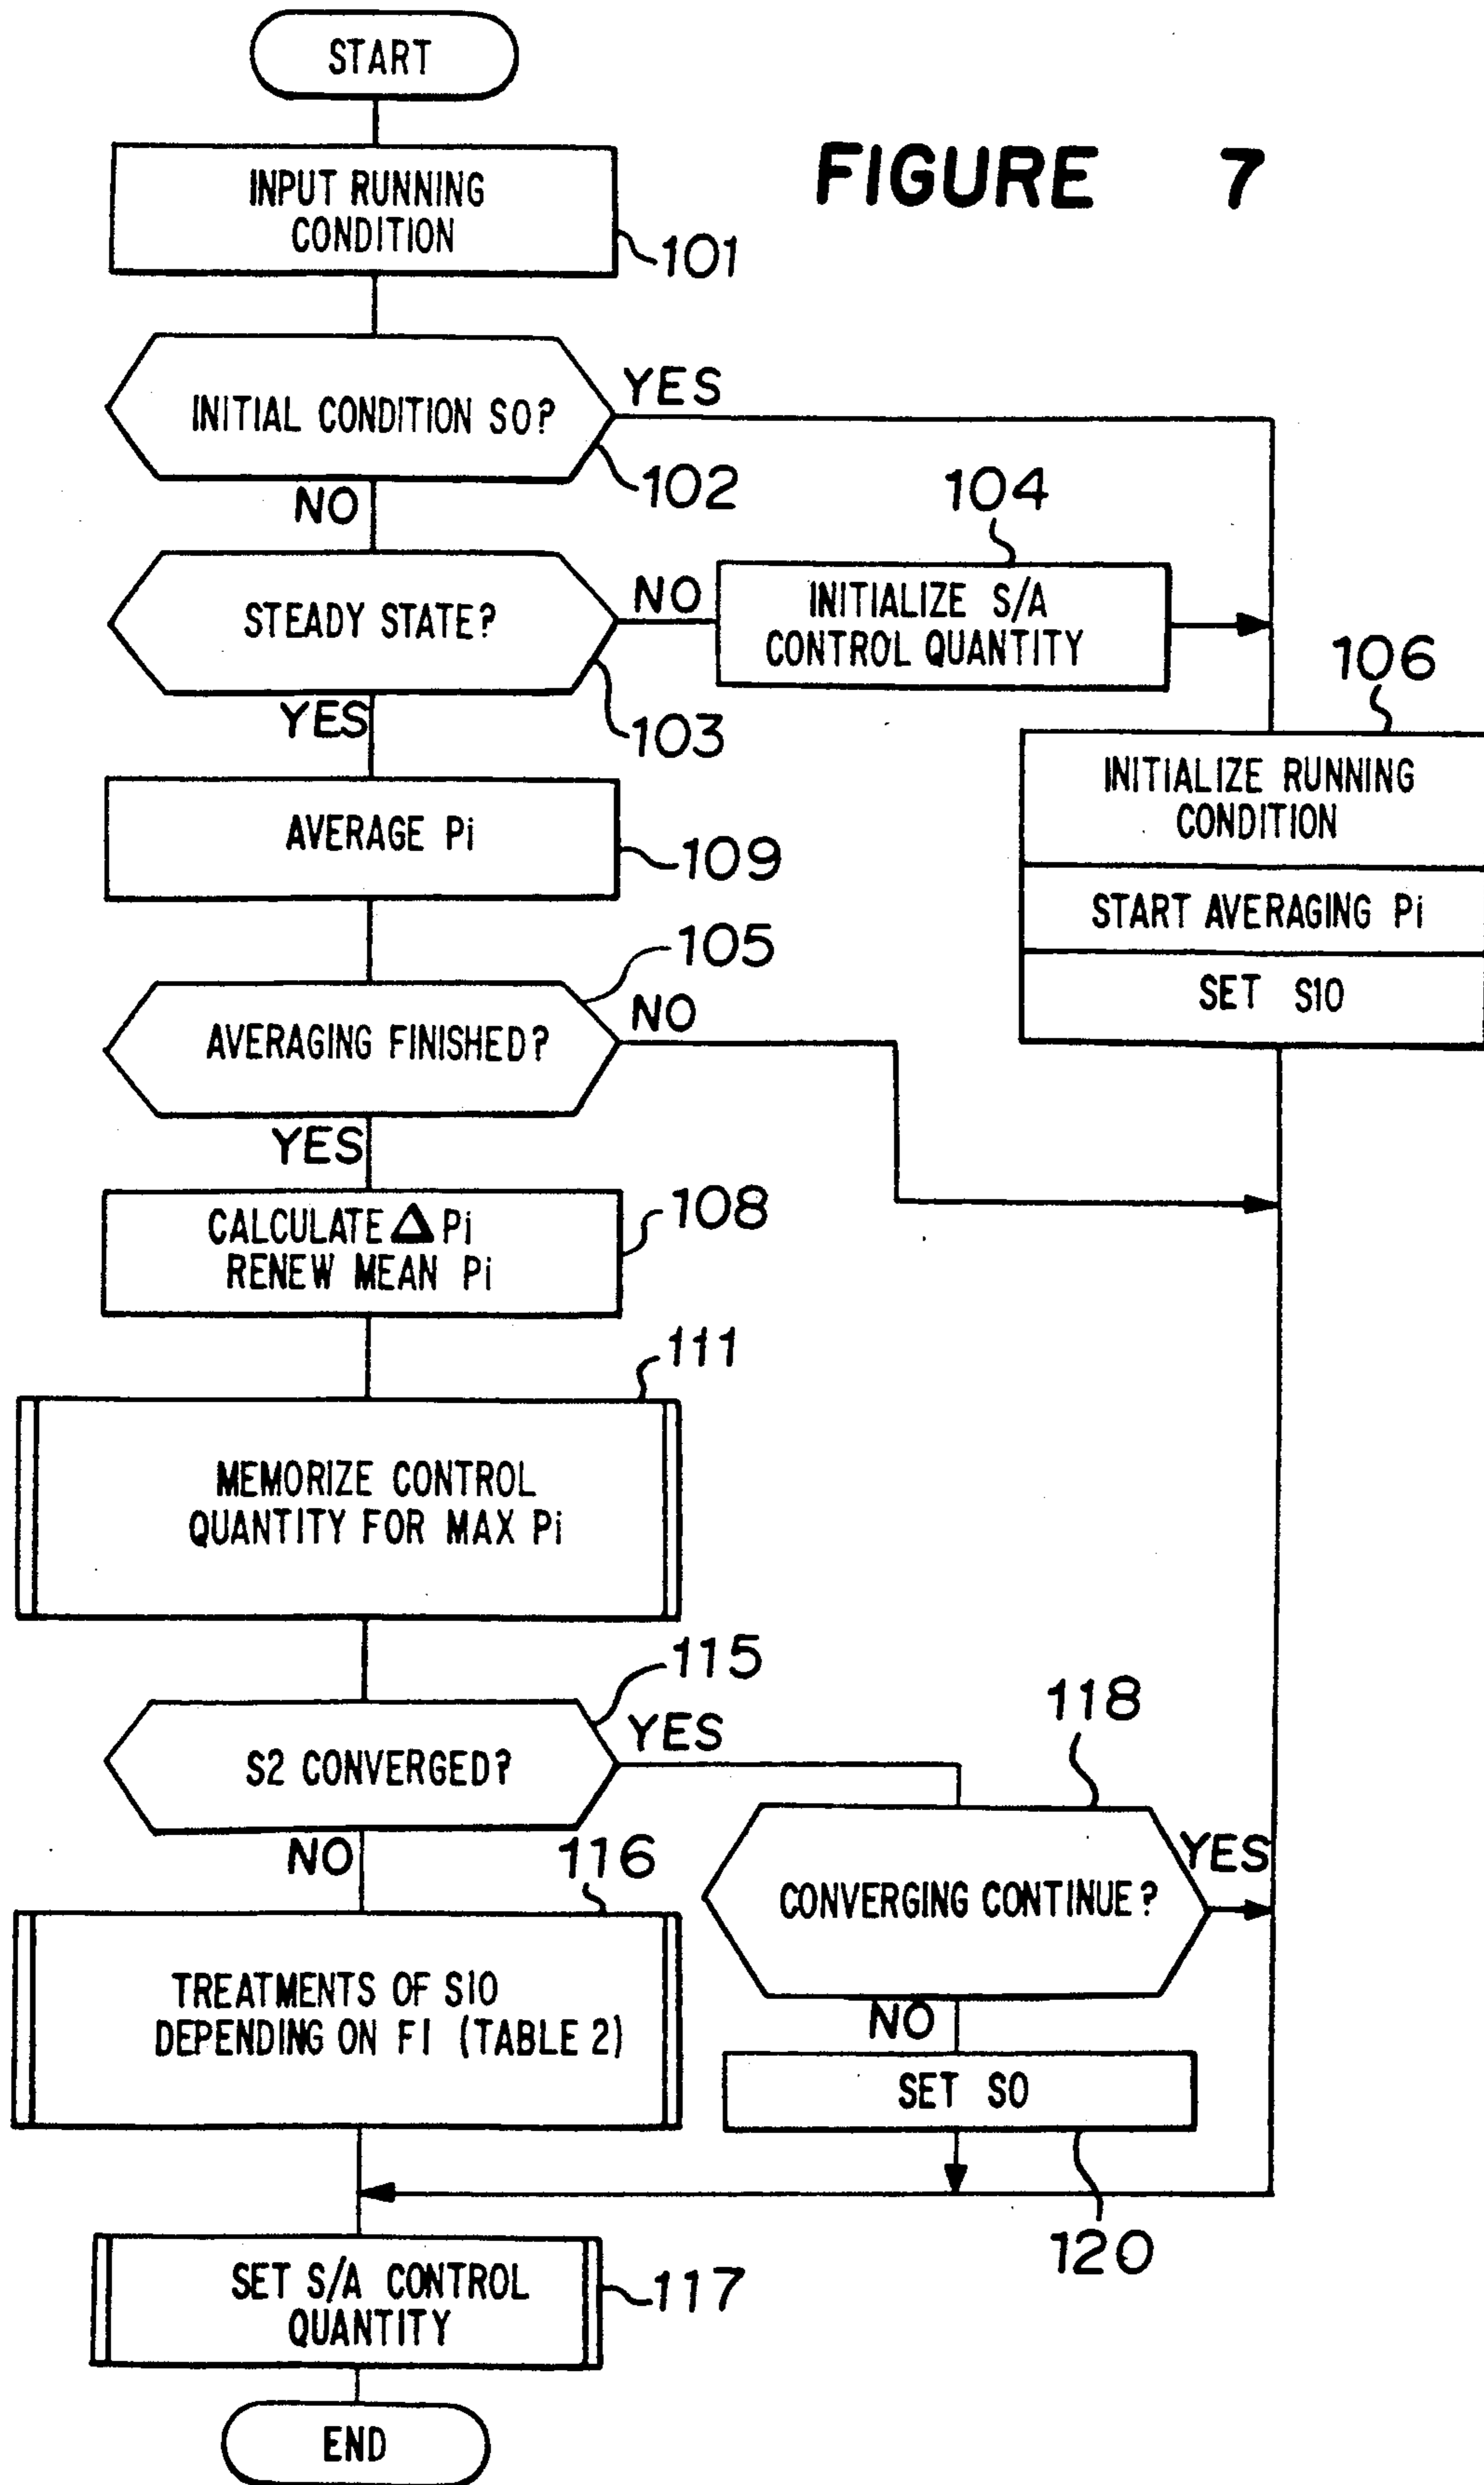 START
FIGURE 7
INPUT RUNNING
CONDITION
101
INITIAL CONDITION S0?
YES
102
NO
104
STEADY STATE?
NO
INITIALIZE S/A
CONTROL QUANTITY
103
YES
106
INITIALIZE RUNNING
CONDITION
START AVERAGING Pi
SET S10
AVERAGE Pi
109
105
AVERAGING FINISHED?
NO
YES
CALCULATE Δ Pi
RENEW MEAN Pi
108
111
MEMORIZE CONTROL
QUANTITY FOR MAX Pi
115
S2 CONVERGED?
YES
118
NO
CONVERGING CONTINUE?
YES
116
TREATMENTS OF S10
DEPENDING ON F1 (TABLE 2)
NO
SET S0
120
SET S/A CONTROL
QUANTITY
117
END